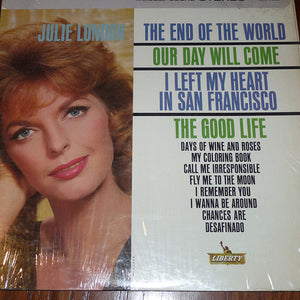 JULIE LONDON
THE END OF THE WORLD
OUR DAY WILL COME
I LEFT MY HEART
IN SAN FRANCISCO
THE GOOD LIFE
DAYS OF WINE AND ROSES
MY COLORING BOOK
CALL ME IRRESPONSIBLE
FLY ME TO THE MOON
I REMEMBER YOU
I WANNA BE AROUND
CHANCES ARE
DESAFINADO
LIBERTY